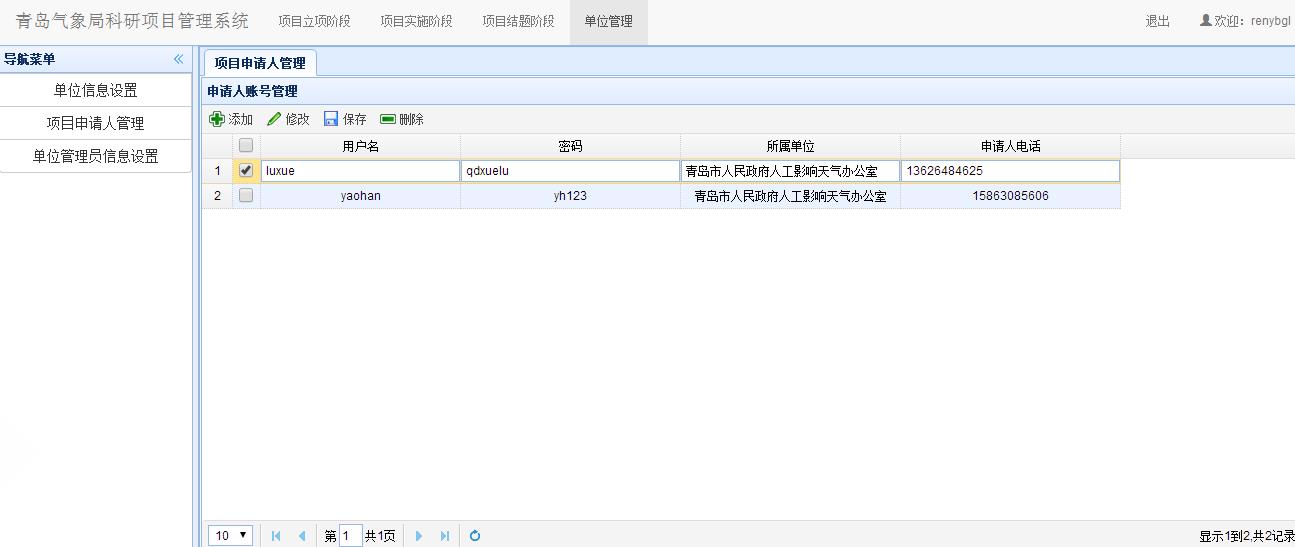 青岛气象局科研项目管理系统 项目立项阶段 项目实施阶段 项目结题阶段 单位管理 退出 欢迎：renybgl
导航菜单
单位信息设置
项目申请人管理
单位管理员信息设置
项目申请人管理
申请人账号管理
添加 修改 保存 删除
用户名 密码 所属单位 申请人电话
1 luxue qdxuelu 青岛市人民政府人工影响天气办公室 13626484625
2 yaohan yh123 青岛市人民政府人工影响天气办公室 15863085606
10 第 1 共1页 显示1到2,共2记录